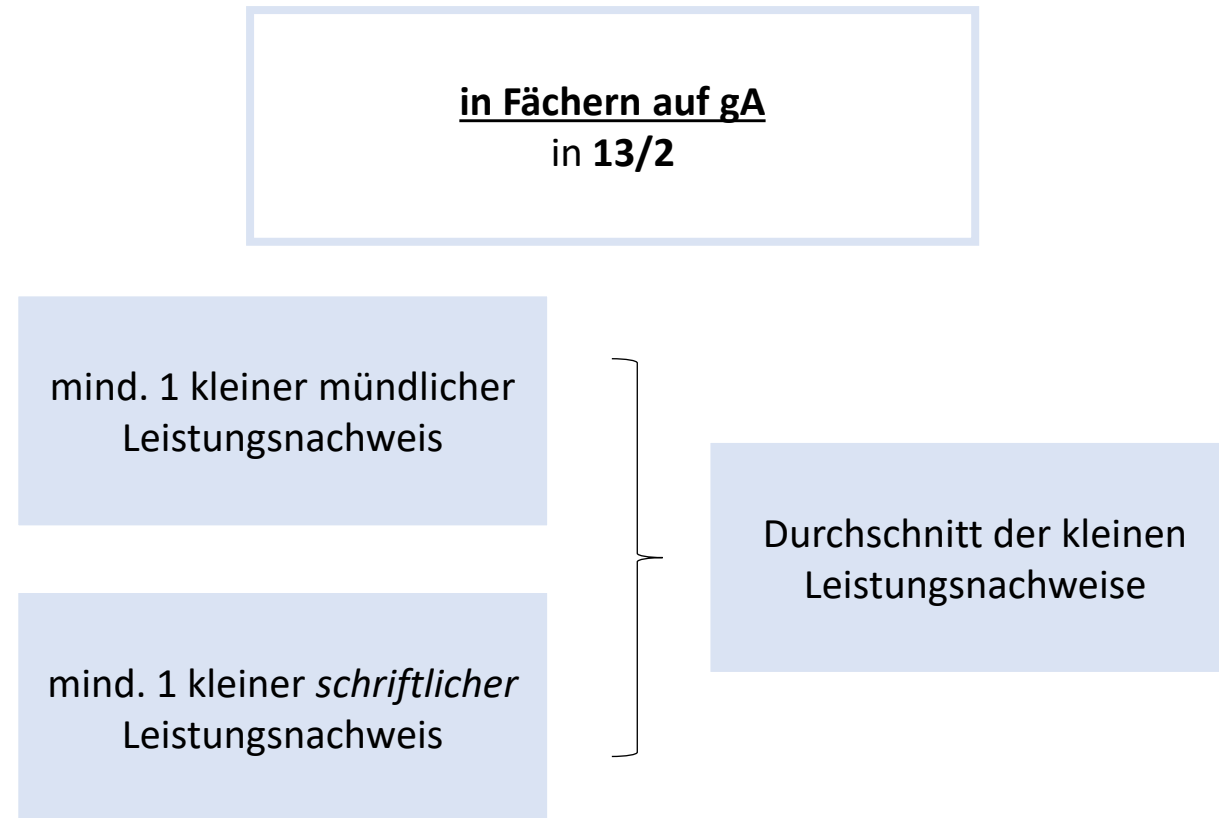 in Fächern auf gA
in 13/2
mind. 1 kleiner mündlicher
Leistungsnachweis
mind. 1 kleiner schriftlicher
Leistungsnachweis
Durchschnitt der kleinen
Leistungsnachweise